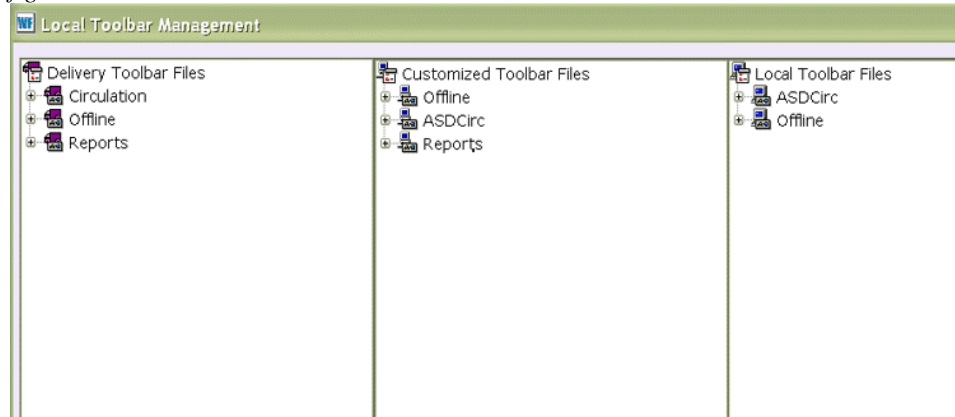 WF Local Toolbar Management
Delivery Toolbar Files
Circulation
Offline
Reports
Customized Toolbar Files
Offline
ASDCirc
Reports
Local Toolbar Files
ASDCirc
Offline